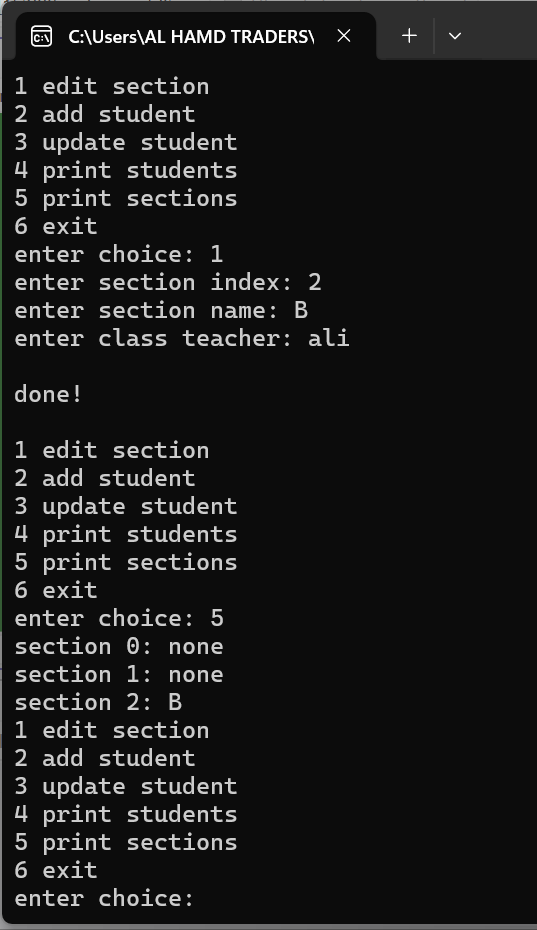 C:\Users\AL HAMD TRADERS\
1 edit section
2 add student
3 update student
4 print students
5 print sections
6 exit
enter choice: 1
enter section index: 2
enter section name: B
enter class teacher: ali
done!
1 edit section
2 add student
3 update student
4 print students
5 print sections
6 exit
enter choice: 5
section 0: none
section 1: none
section 2: B
1 edit section
2 add student
3 update student
4 print students
5 print sections
6 exit
enter choice: